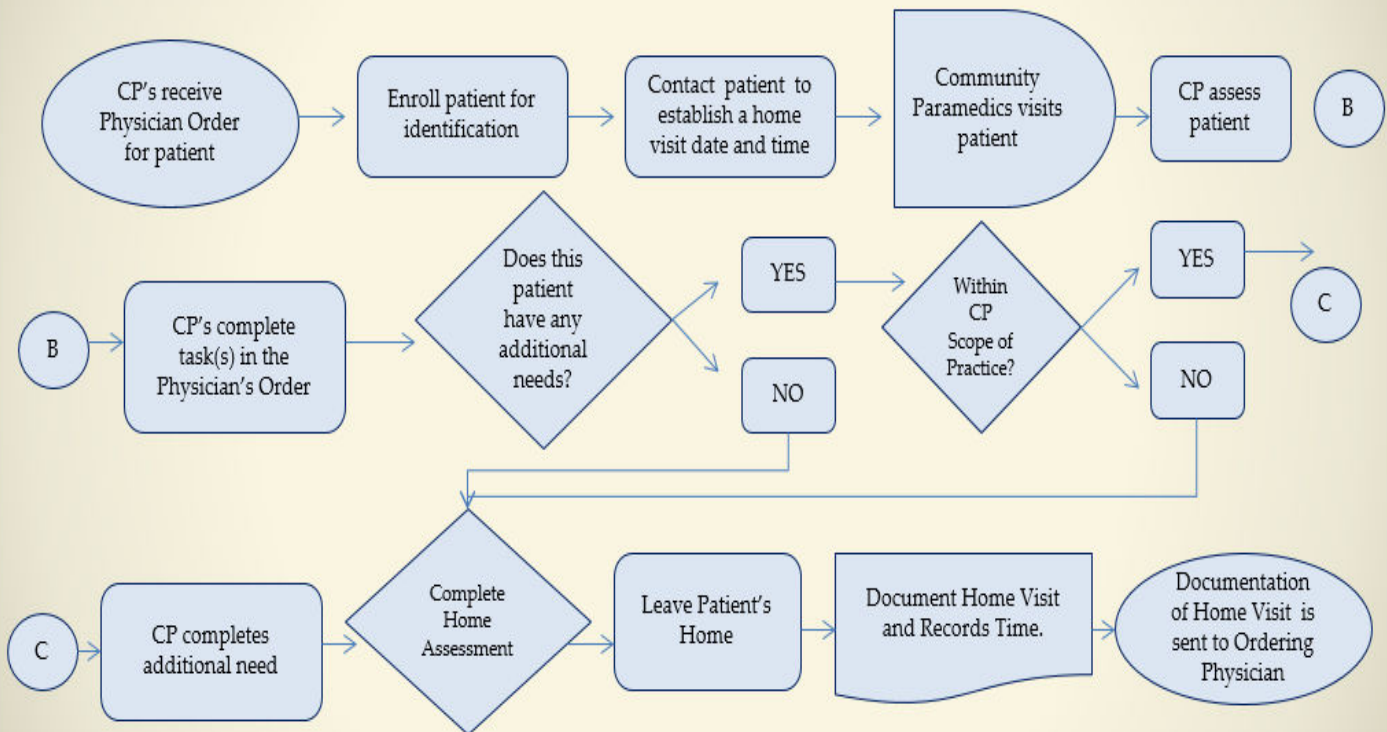 CP's receive
Physician Order
for patient
Enroll patient for
identification
Contact patient to
establish a home
visit date and time
Community
Paramedics visits
patient
CP assess
patient
B
B
CP's complete
task(s) in the
Physician's Order
Does this
patient
have any
additional
needs?
YES
NO
Within
CP
Scope of
Practice?
YES
NO
C
C
CP completes
additional need
Complete
Home
Assessment
Leave Patient's
Home
Document Home Visit
and Records Time.
Documentation
of Home Visit is
sent to Ordering
Physician